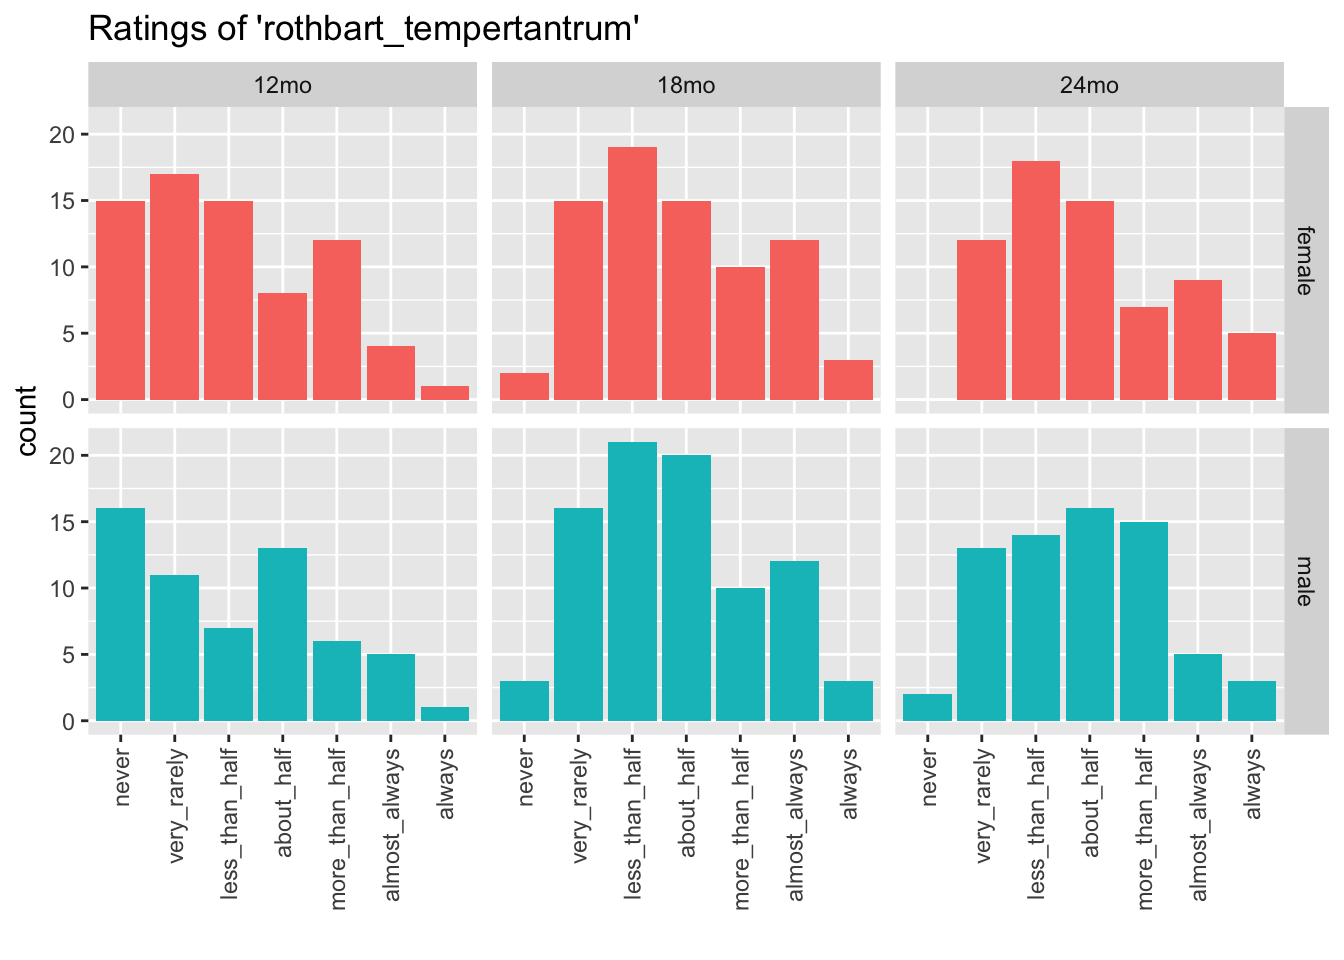 Ratings of 'rothbart_tempertantrum'
12mo 18mo 24mo
count
20
15
10
5
0
female
20
15
10
5
0
male
never very_rarely less_than_half about_half more_than_half almost_always always never very_rarely less_than_half about_half more_than_half almost_always always never very_rarely less_than_half about_half more_than_half almost_always always